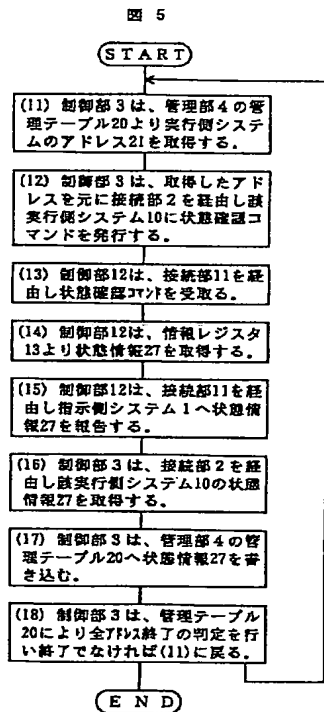 図 5
START
(11) 制御部3は、管理部4の管
理テーブル20より実行側システ
ムのアドレス21を取得する。
(12) 制御部3は、取得したアド
レスを元に接続部2を経由し該
実行側システム10に状態確認コ
マンドを発行する。
(13) 制御部12は、接続部11を経
由し状態確認コマンドを受取る。
(14) 制御部12は、情報レジスタ
13より状態情報27を取得する。
(15) 制御部12は、接続部11を経
由し指示側システム1へ状態情
報27を報告する。
(16) 制御部3は、接続部2を経
由し該実行側システム10の状態
情報27を取得する。
(17) 制御部3は、管理部4の管
理テーブル20へ状態情報27を書
き込む。
(18) 制御部3は、管理テーブル
20により全アドレス終了の判定を行
い終了でなければ(11)に戻る。
END